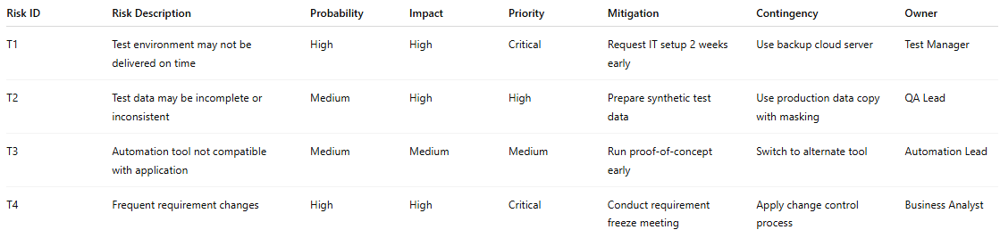 Risk ID Risk Description Probability Impact Priority Mitigation Contingency Owner
T1 Test environment may not be High High Critical Request IT setup 2 weeks Use backup cloud server Test Manager
delivered on time early
T2 Test data may be incomplete or Medium High High Prepare synthetic test Use production data copy QA Lead
inconsistent data with masking
T3 Automation tool not compatible Medium Medium Medium Run proof-of-concept Switch to alternate tool Automation Lead
with application early
T4 Frequent requirement changes High High Critical Conduct requirement Apply change control Business Analyst
freeze meeting process